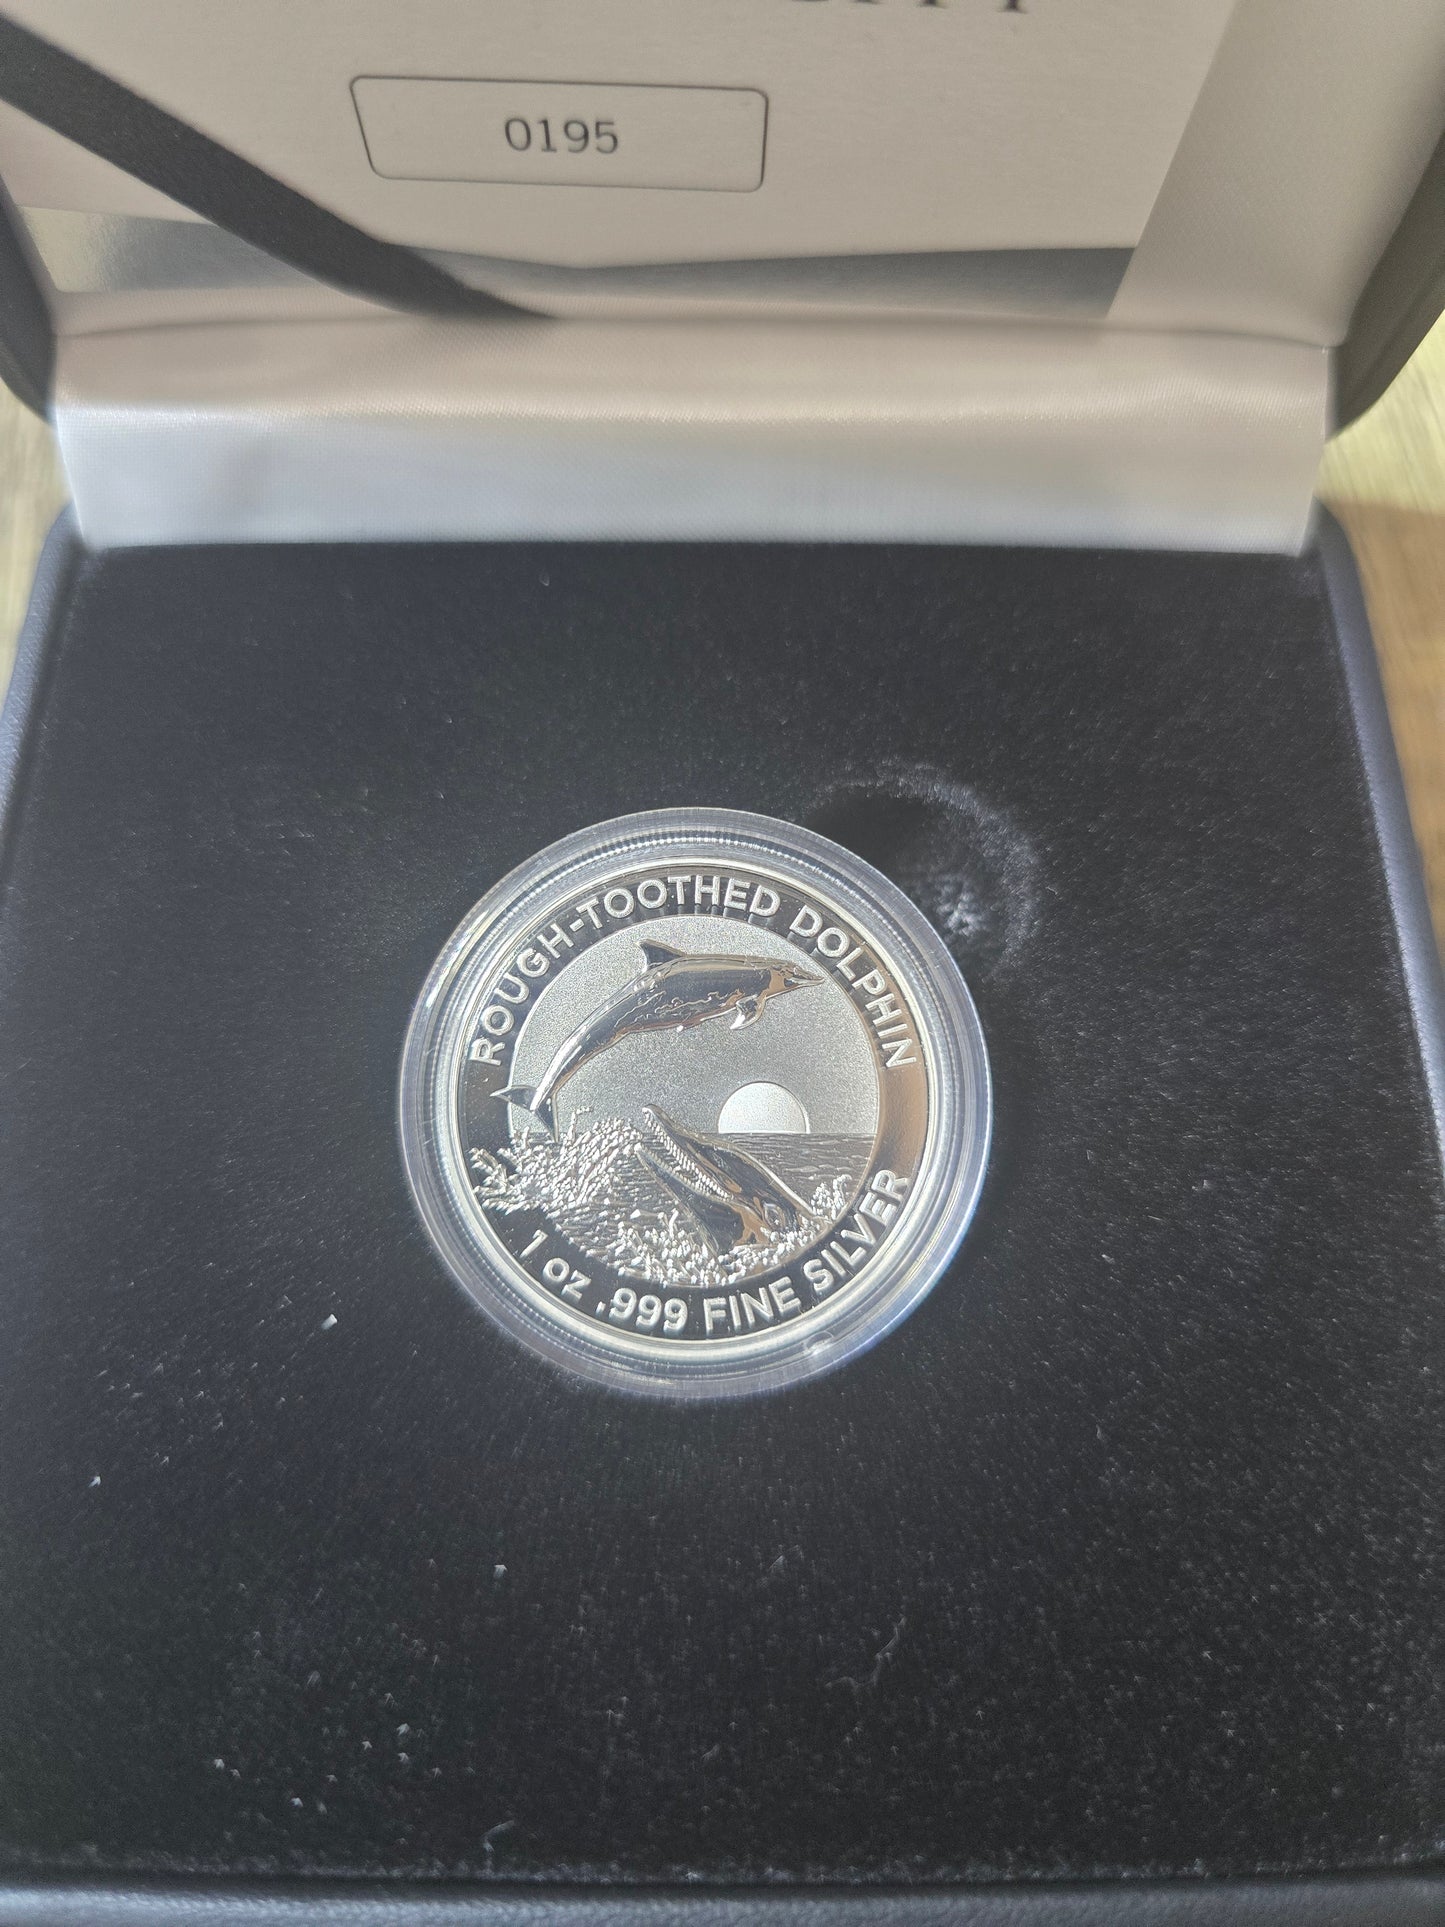 0195
ROUGH-TOOTHED DOLPHIN
1 oz .999 FINE SILVER